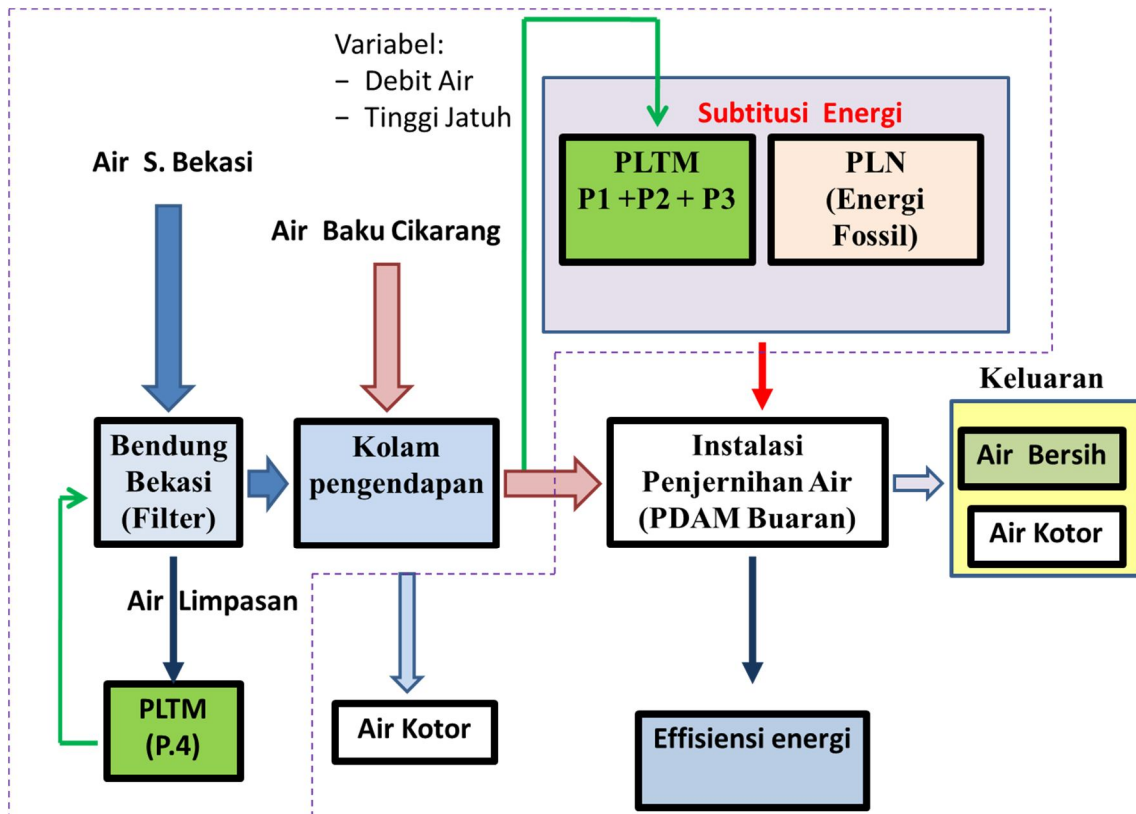 Variabel:
– Debit Air
– Tinggi Jatuh
Subtitusi Energi
PLTM
P1 +P2 + P3
PLN
(Energi
Fossil)
Air S. Bekasi
Air Baku Cikarang
Keluaran
Bendung
Bekasi
(Filter)
Kolam
pengendapan
Instalasi
Penjernihan Air
(PDAM Buaran)
Air Bersih
Air Kotor
Air Limpasan
PLTM
(P.4)
Air Kotor
Effisiensi energi